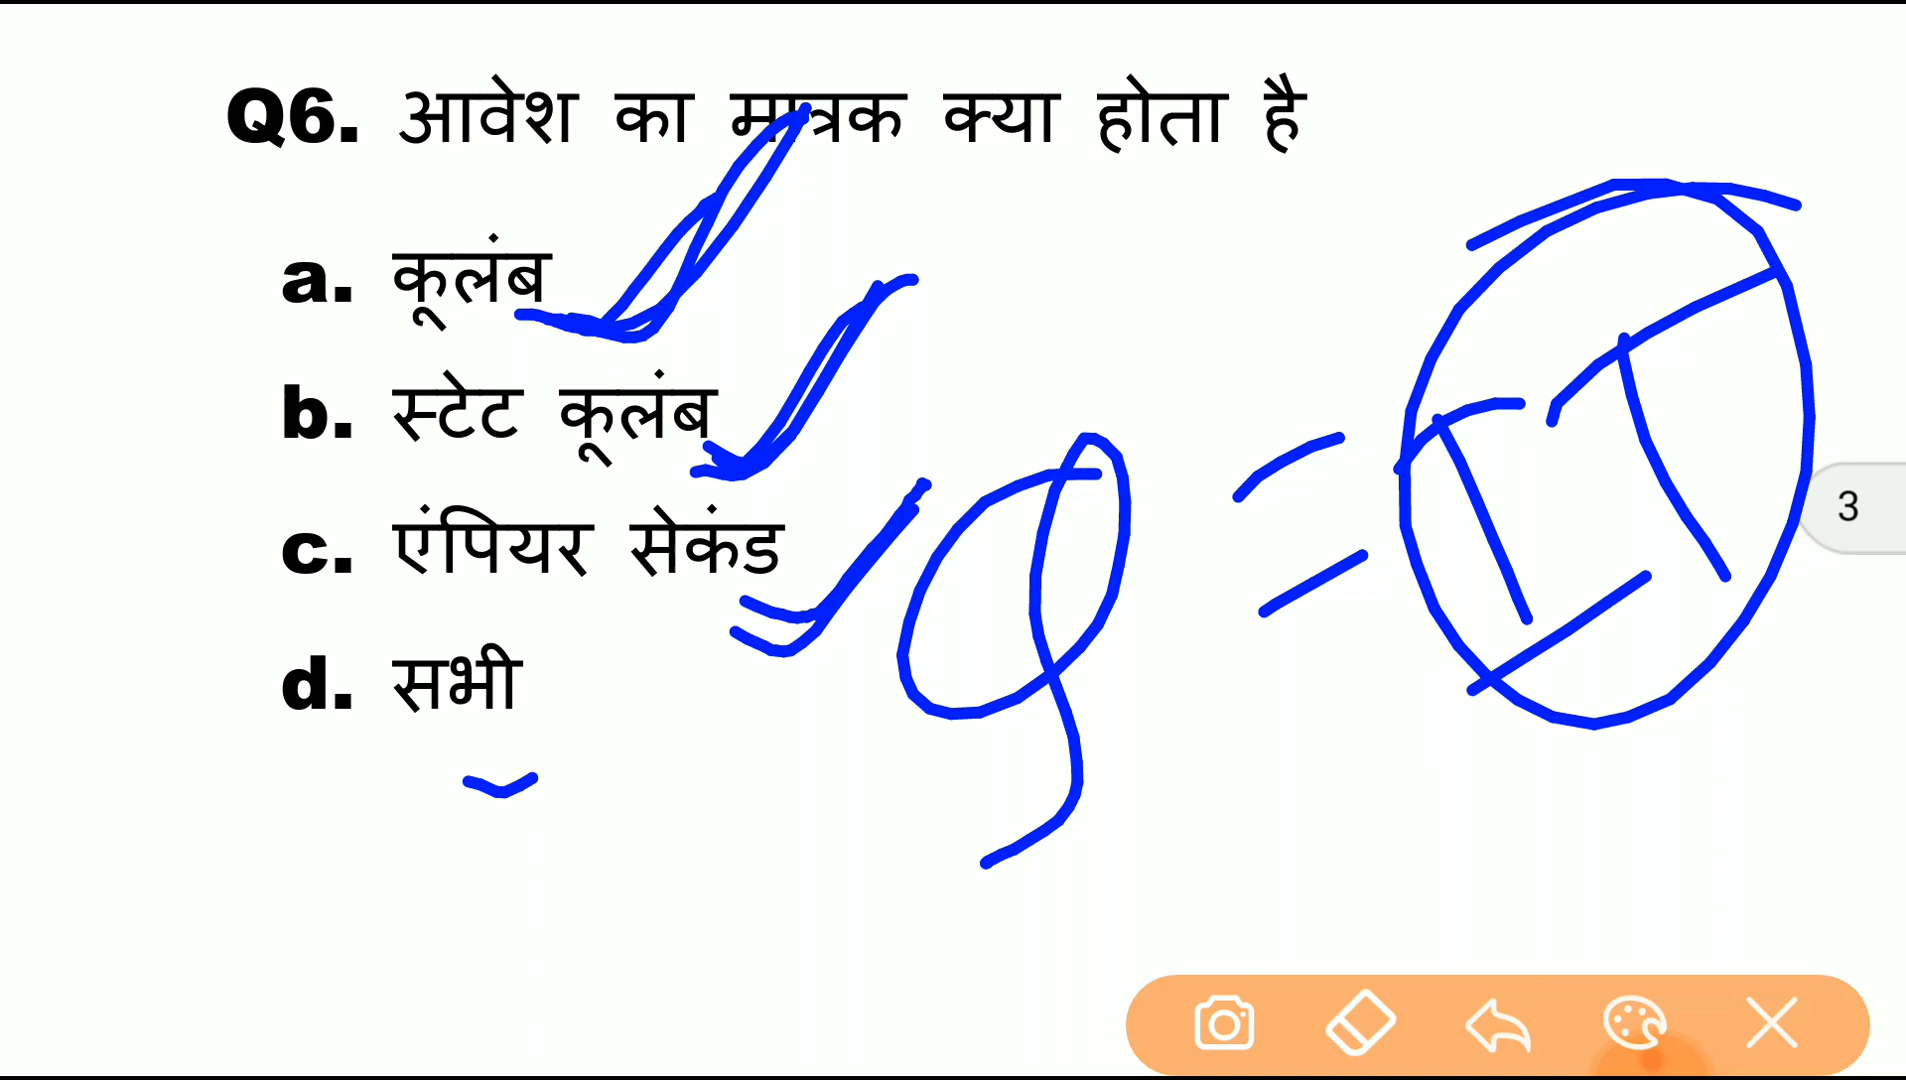 Q6. आवेश का मात्रक क्या होता है
a. कूलंब
b. स्टेट कूलंब
c. एंपियर सेकंड
d. सभी
q = IT
3